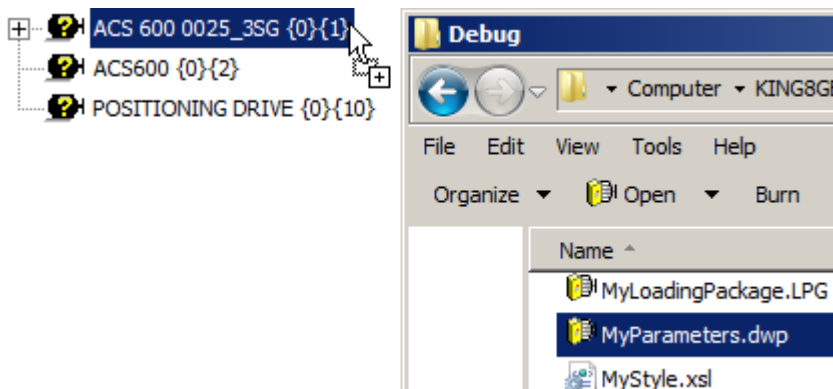 ACS 600 0025_3SG {0}{1}
ACS600 {0}{2}
POSITIONING DRIVE {0}{10}
Debug
Computer KING8G
File Edit View Tools Help
Organize Open Burn
Name
MyLoadingPackage.LPG
MyParameters.dwp
MyStyle.xsl